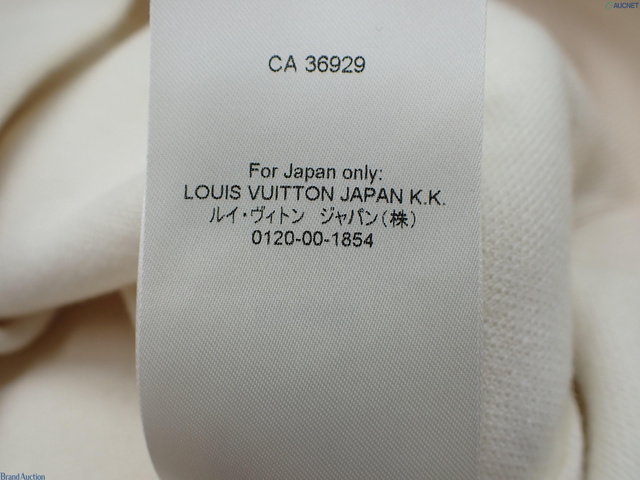 AUCNET
CA 36929
For Japan only:
LOUIS VUITTON JAPAN K.K.
ルイ・ヴィトン ジャパン(株)
0120-00-1854
Brand Auction